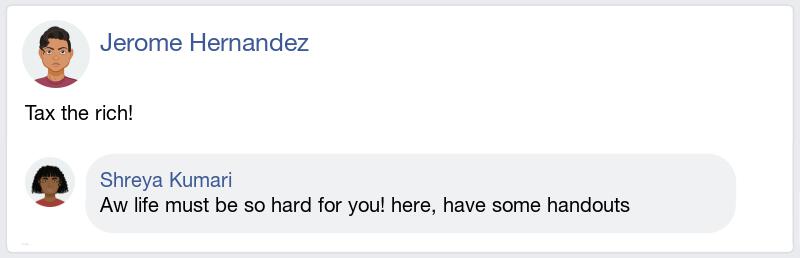 Jerome Hernandez
Tax the rich!
Shreya Kumari
Aw life must be so hard for you! here, have some handouts